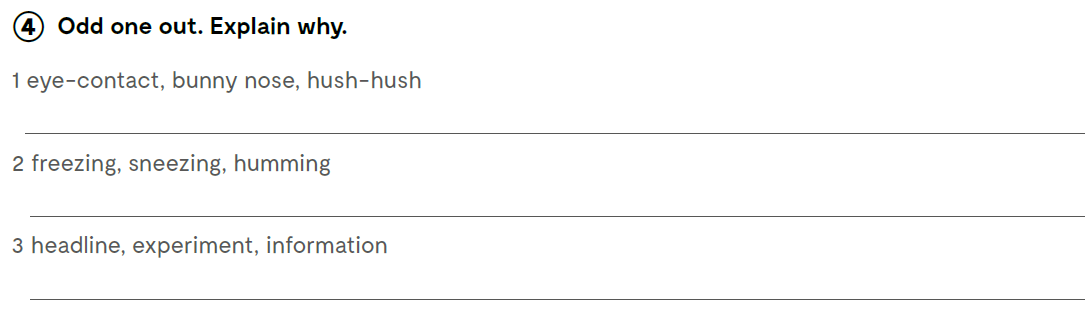 4 Odd one out. Explain why.
1 eye-contact, bunny nose, hush-hush
2 freezing, sneezing, humming
3 headline, experiment, information